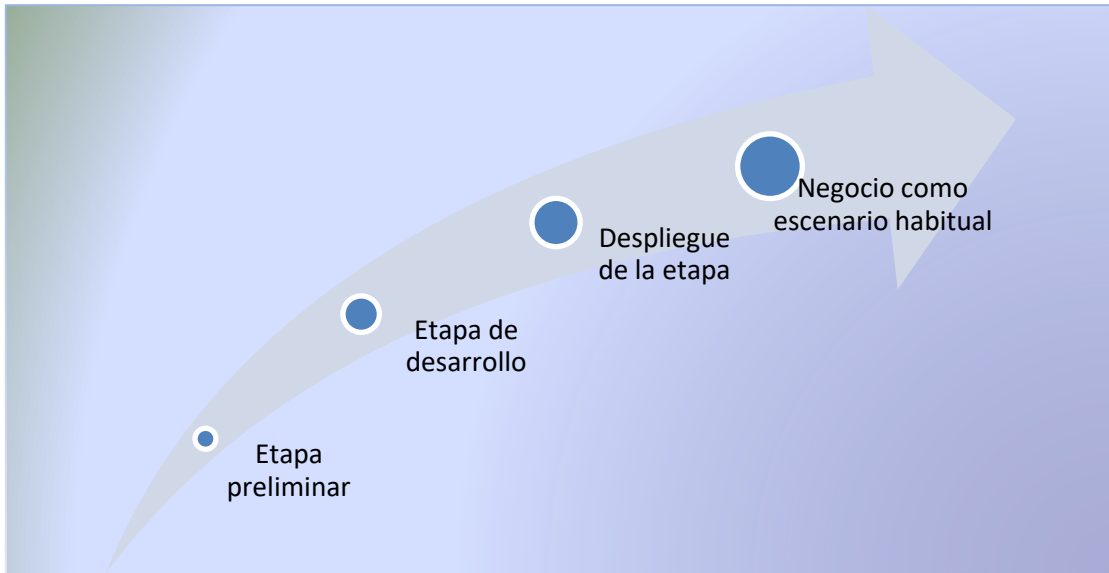 Negocio como
escenario habitual
Despliegue
de la etapa
Etapa de
desarrollo
Etapa
preliminar